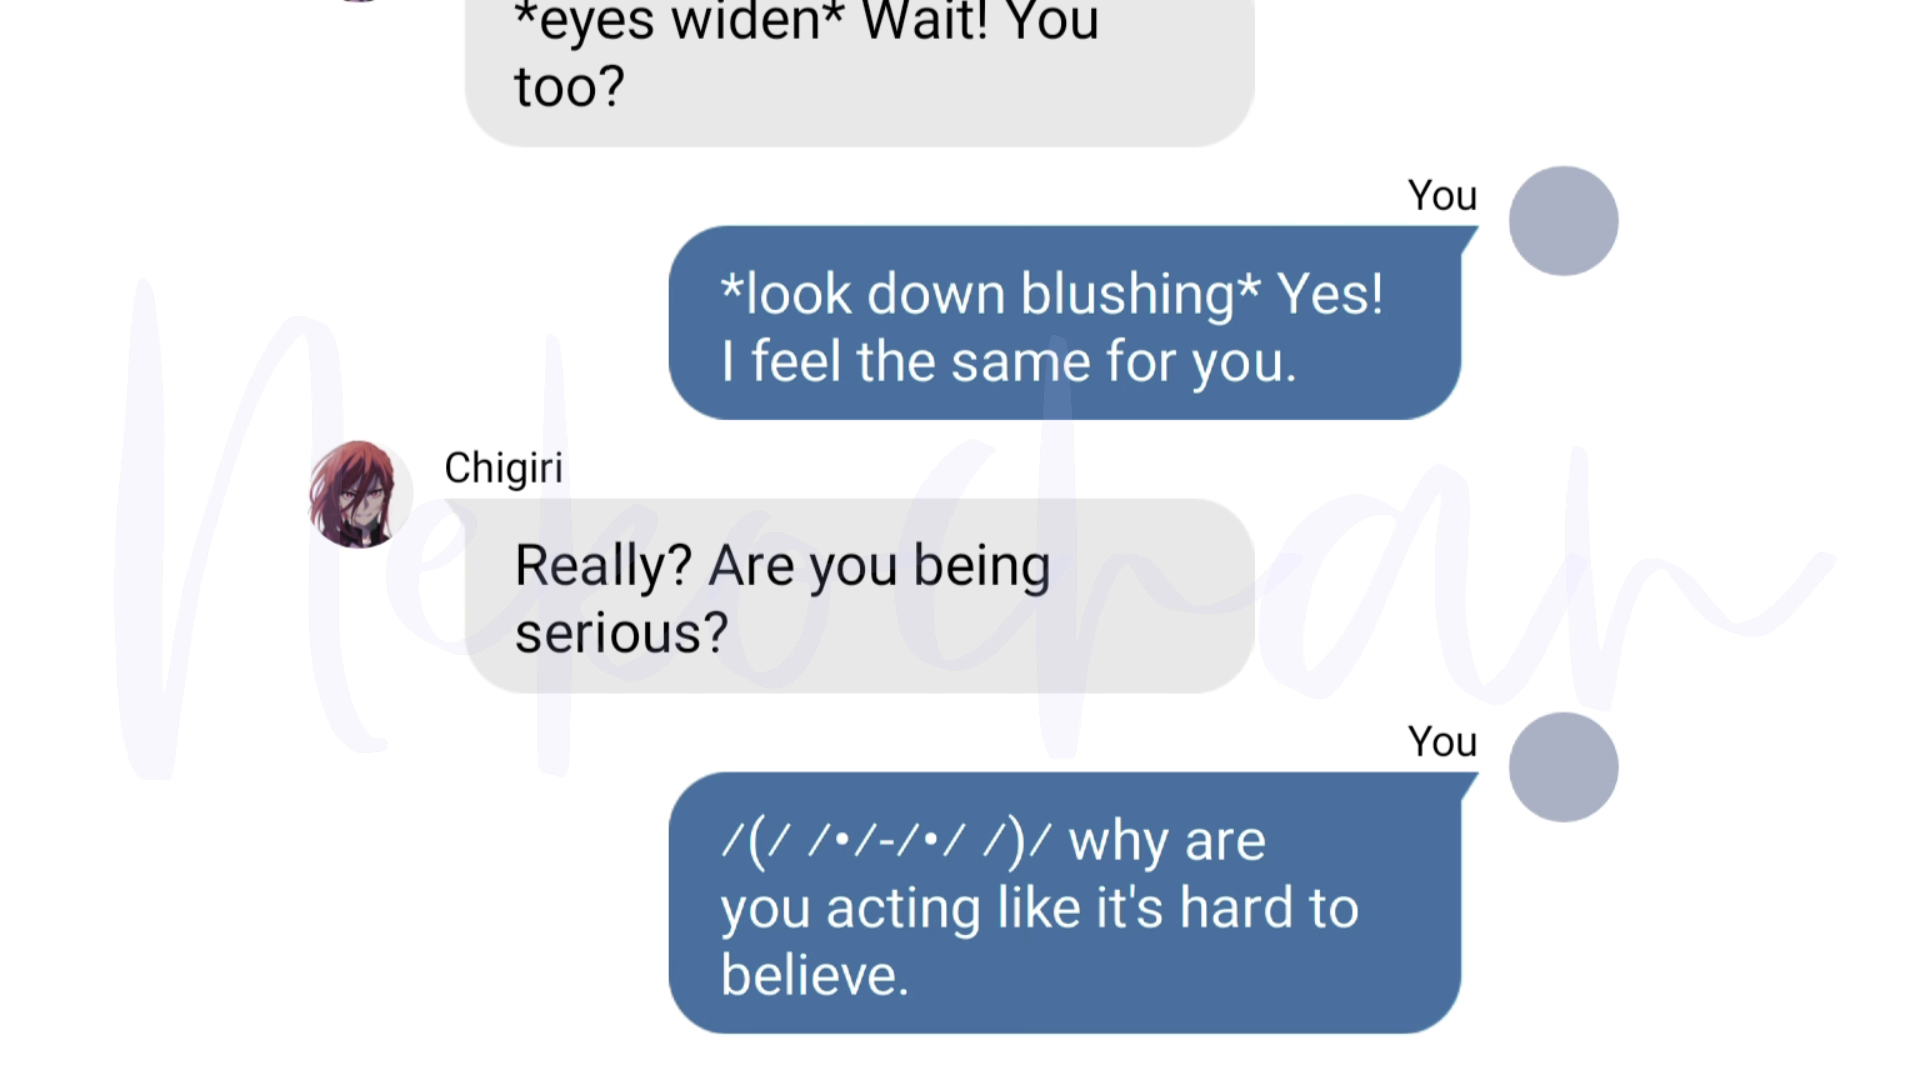 *eyes widen* Wait! You
too?
You
*look down blushing* Yes!
I feel the same for you.
Chigiri
Really? Are you being
serious?
You
/(/ /•/-/•/ /)/ why are
you acting like it's hard to
believe.
Nekochan